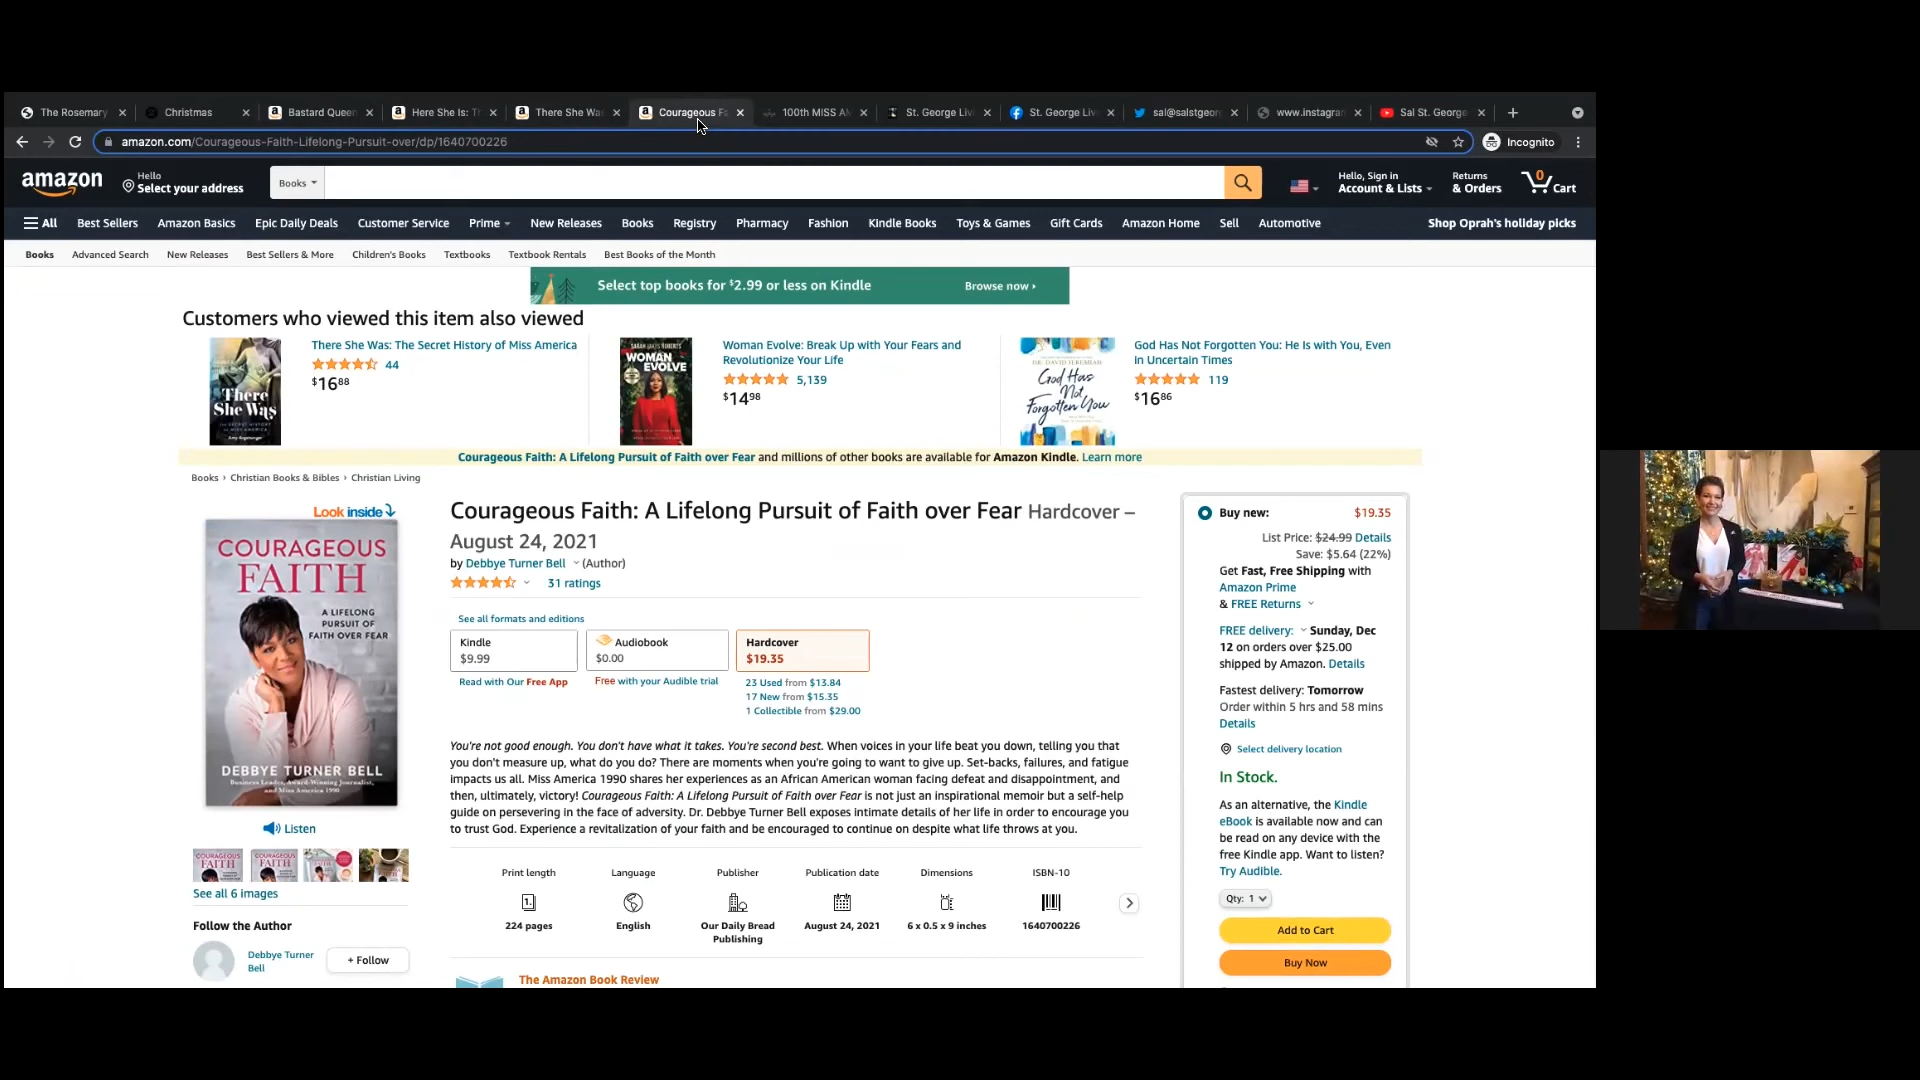 The Rosemary
Christmas
Bastard Queen
Here She Is: Th
There She Was
Courageous Fa
100th MISS AM
St. George Livi
St. George Livi
sal@salstgeorg
www.instagram
Sal St. George
amazon.com/Courageous-Faith-Lifelong-Pursuit-over/dp/1640700226
Incognito
amazon
Hello
Select your address
Books
Hello, Sign in
Account & Lists
Returns
& Orders
0
Cart
All
Best Sellers
Amazon Basics
Epic Daily Deals
Customer Service
Prime
New Releases
Books
Registry
Pharmacy
Fashion
Kindle Books
Toys & Games
Gift Cards
Amazon Home
Sell
Automotive
Shop Oprah's holiday picks
Books
Advanced Search
New Releases
Best Sellers & More
Children's Books
Textbooks
Textbook Rentals
Best Books of the Month
Select top books for $2.99 or less on Kindle
Browse now
Customers who viewed this item also viewed
There
She Was
There She Was: The Secret History of Miss America
44
$16 88
WOMAN
EVOLVE
Woman Evolve: Break Up with Your Fears and
Revolutionize Your Life
5,139
$14 98
DR. DAVID JEREMIAH
God Has
Not
Forgotten You
God Has Not Forgotten You: He Is with You, Even
in Uncertain Times
119
$16 86
Courageous Faith: A Lifelong Pursuit of Faith over Fear and millions of other books are available for Amazon Kindle. Learn more
Books › Christian Books & Bibles › Christian Living
Look inside
COURAGEOUS
FAITH
A LIFELONG
PURSUIT OF
FAITH OVER FEAR
DEBBYE TURNER BELL
Business Leader, Award-Winning Journalist,
and Miss America 1990
Listen
See all 6 images
Follow the Author
Debbye Turner
Bell
+ Follow
Courageous Faith: A Lifelong Pursuit of Faith over Fear Hardcover –
August 24, 2021
by Debbye Turner Bell (Author)
31 ratings
See all formats and editions
Kindle
$9.99
Read with Our Free App
Audiobook
$0.00
Free with your Audible trial
Hardcover
$19.35
23 Used from $13.84
17 New from $15.35
1 Collectible from $29.00
You're not good enough. You don't have what it takes. You're second best. When voices in your life beat you down, telling you that
you don't measure up, what do you do? There are moments when you're going to want to give up. Set-backs, failures, and fatigue
impacts us all. Miss America 1990 shares her experiences as an African American woman facing defeat and disappointment, and
then, ultimately, victory! Courageous Faith: A Lifelong Pursuit of Faith over Fear is not just an inspirational memoir but a self-help
guide on persevering in the face of adversity. Dr. Debbye Turner Bell exposes intimate details of her life in order to encourage you
to trust God. Experience a revitalization of your faith and be encouraged to continue on despite what life throws at you.
Print length
224 pages
Language
English
Publisher
Our Daily Bread
Publishing
Publication date
August 24, 2021
Dimensions
6 x 0.5 x 9 inches
ISBN-10
1640700226
The Amazon Book Review
Buy new:
$19.35
List Price: $24.99 Details
Save: $5.64 (22%)
Get Fast, Free Shipping with
Amazon Prime
& FREE Returns
FREE delivery: Sunday, Dec
12 on orders over $25.00
shipped by Amazon. Details
Fastest delivery: Tomorrow
Order within 5 hrs and 58 mins
Details
Select delivery location
In Stock.
As an alternative, the Kindle
eBook is available now and can
be read on any device with the
free Kindle app. Want to listen?
Try Audible.
Qty: 1
Add to Cart
Buy Now